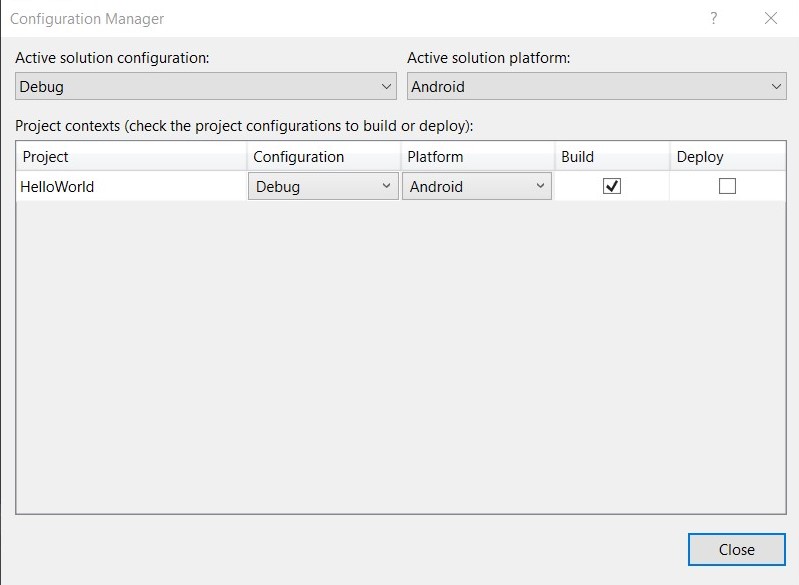 Configuration Manager ?
Active solution configuration: Active solution platform:
Debug Android
Project contexts (check the project configurations to build or deploy):
Project Configuration Platform Build Deploy
HelloWorld Debug Android
Close